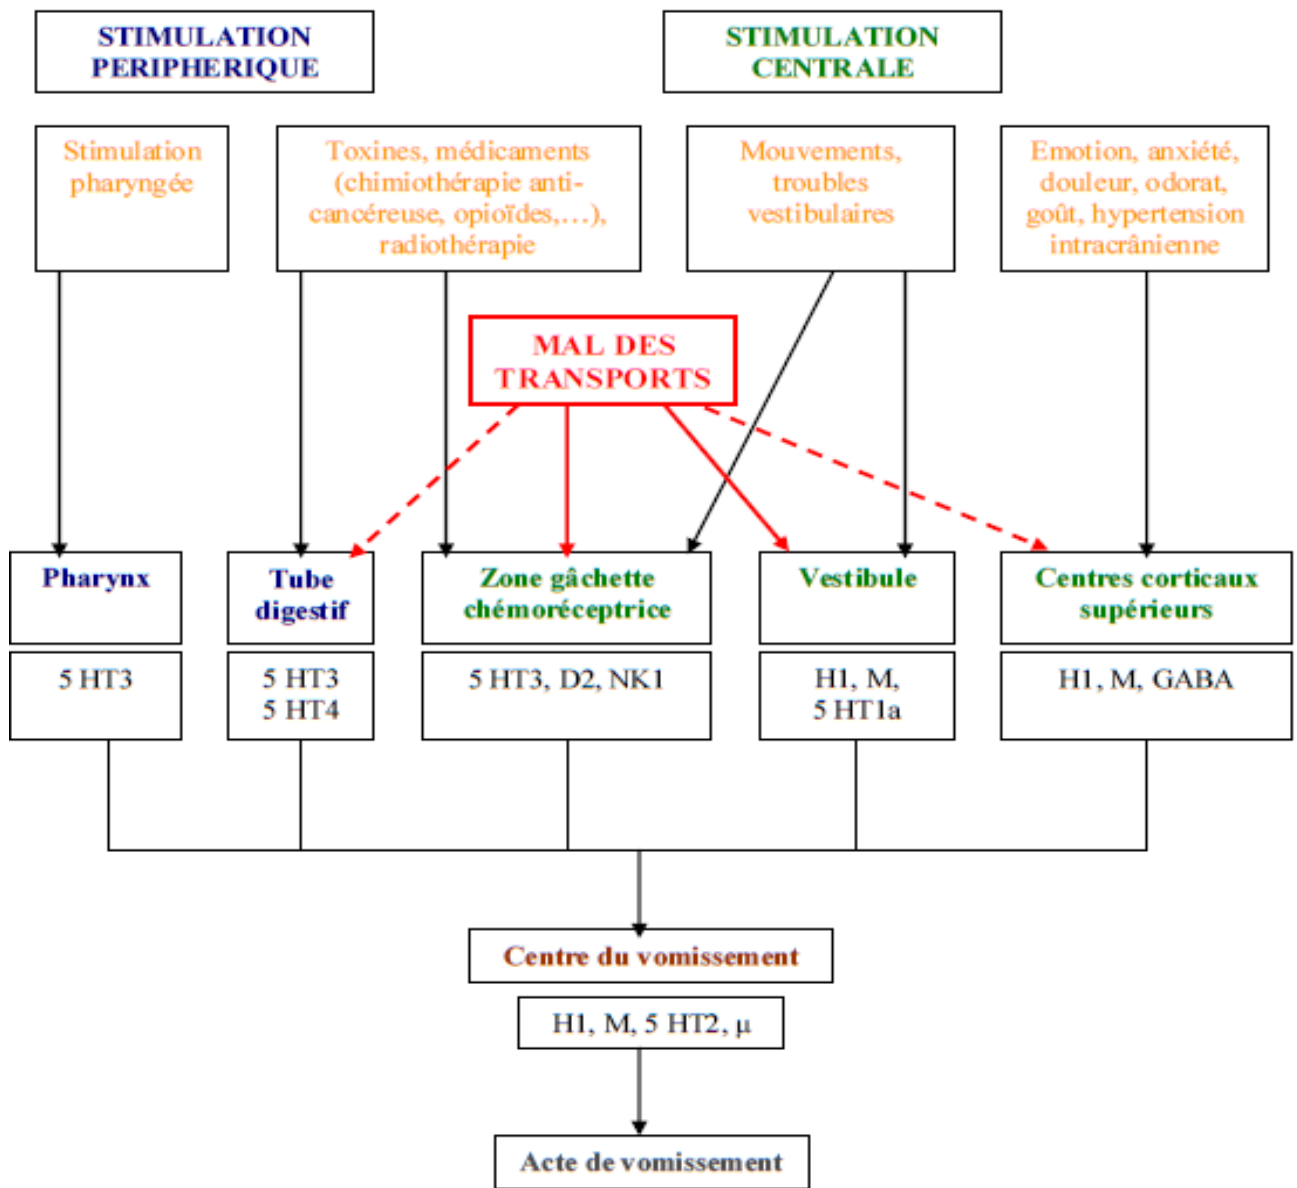 STIMULATION
PERIPHERIQUE
STIMULATION
CENTRALE
Stimulation
pharyngée
Toxines, médicaments
(chimiothérapie anti-
cancéreuse, opioïdes,…),
radiothérapie
Mouvements,
troubles
vestibulaires
Emotion, anxiété,
douleur, odorat,
goût, hypertension
intracrânienne
MAL DES
TRANSPORTS
Pharynx
Tube
digestif
Zone gâchette
chémoréceptrice
Vestibule
Centres corticaux
supérieurs
5 HT3
5 HT3
5 HT4
5 HT3, D2, NK1
H1, M,
5 HT1a
H1, M, GABA
Centre du vomissement
H1, M, 5 HT2, μ
Acte de vomissement